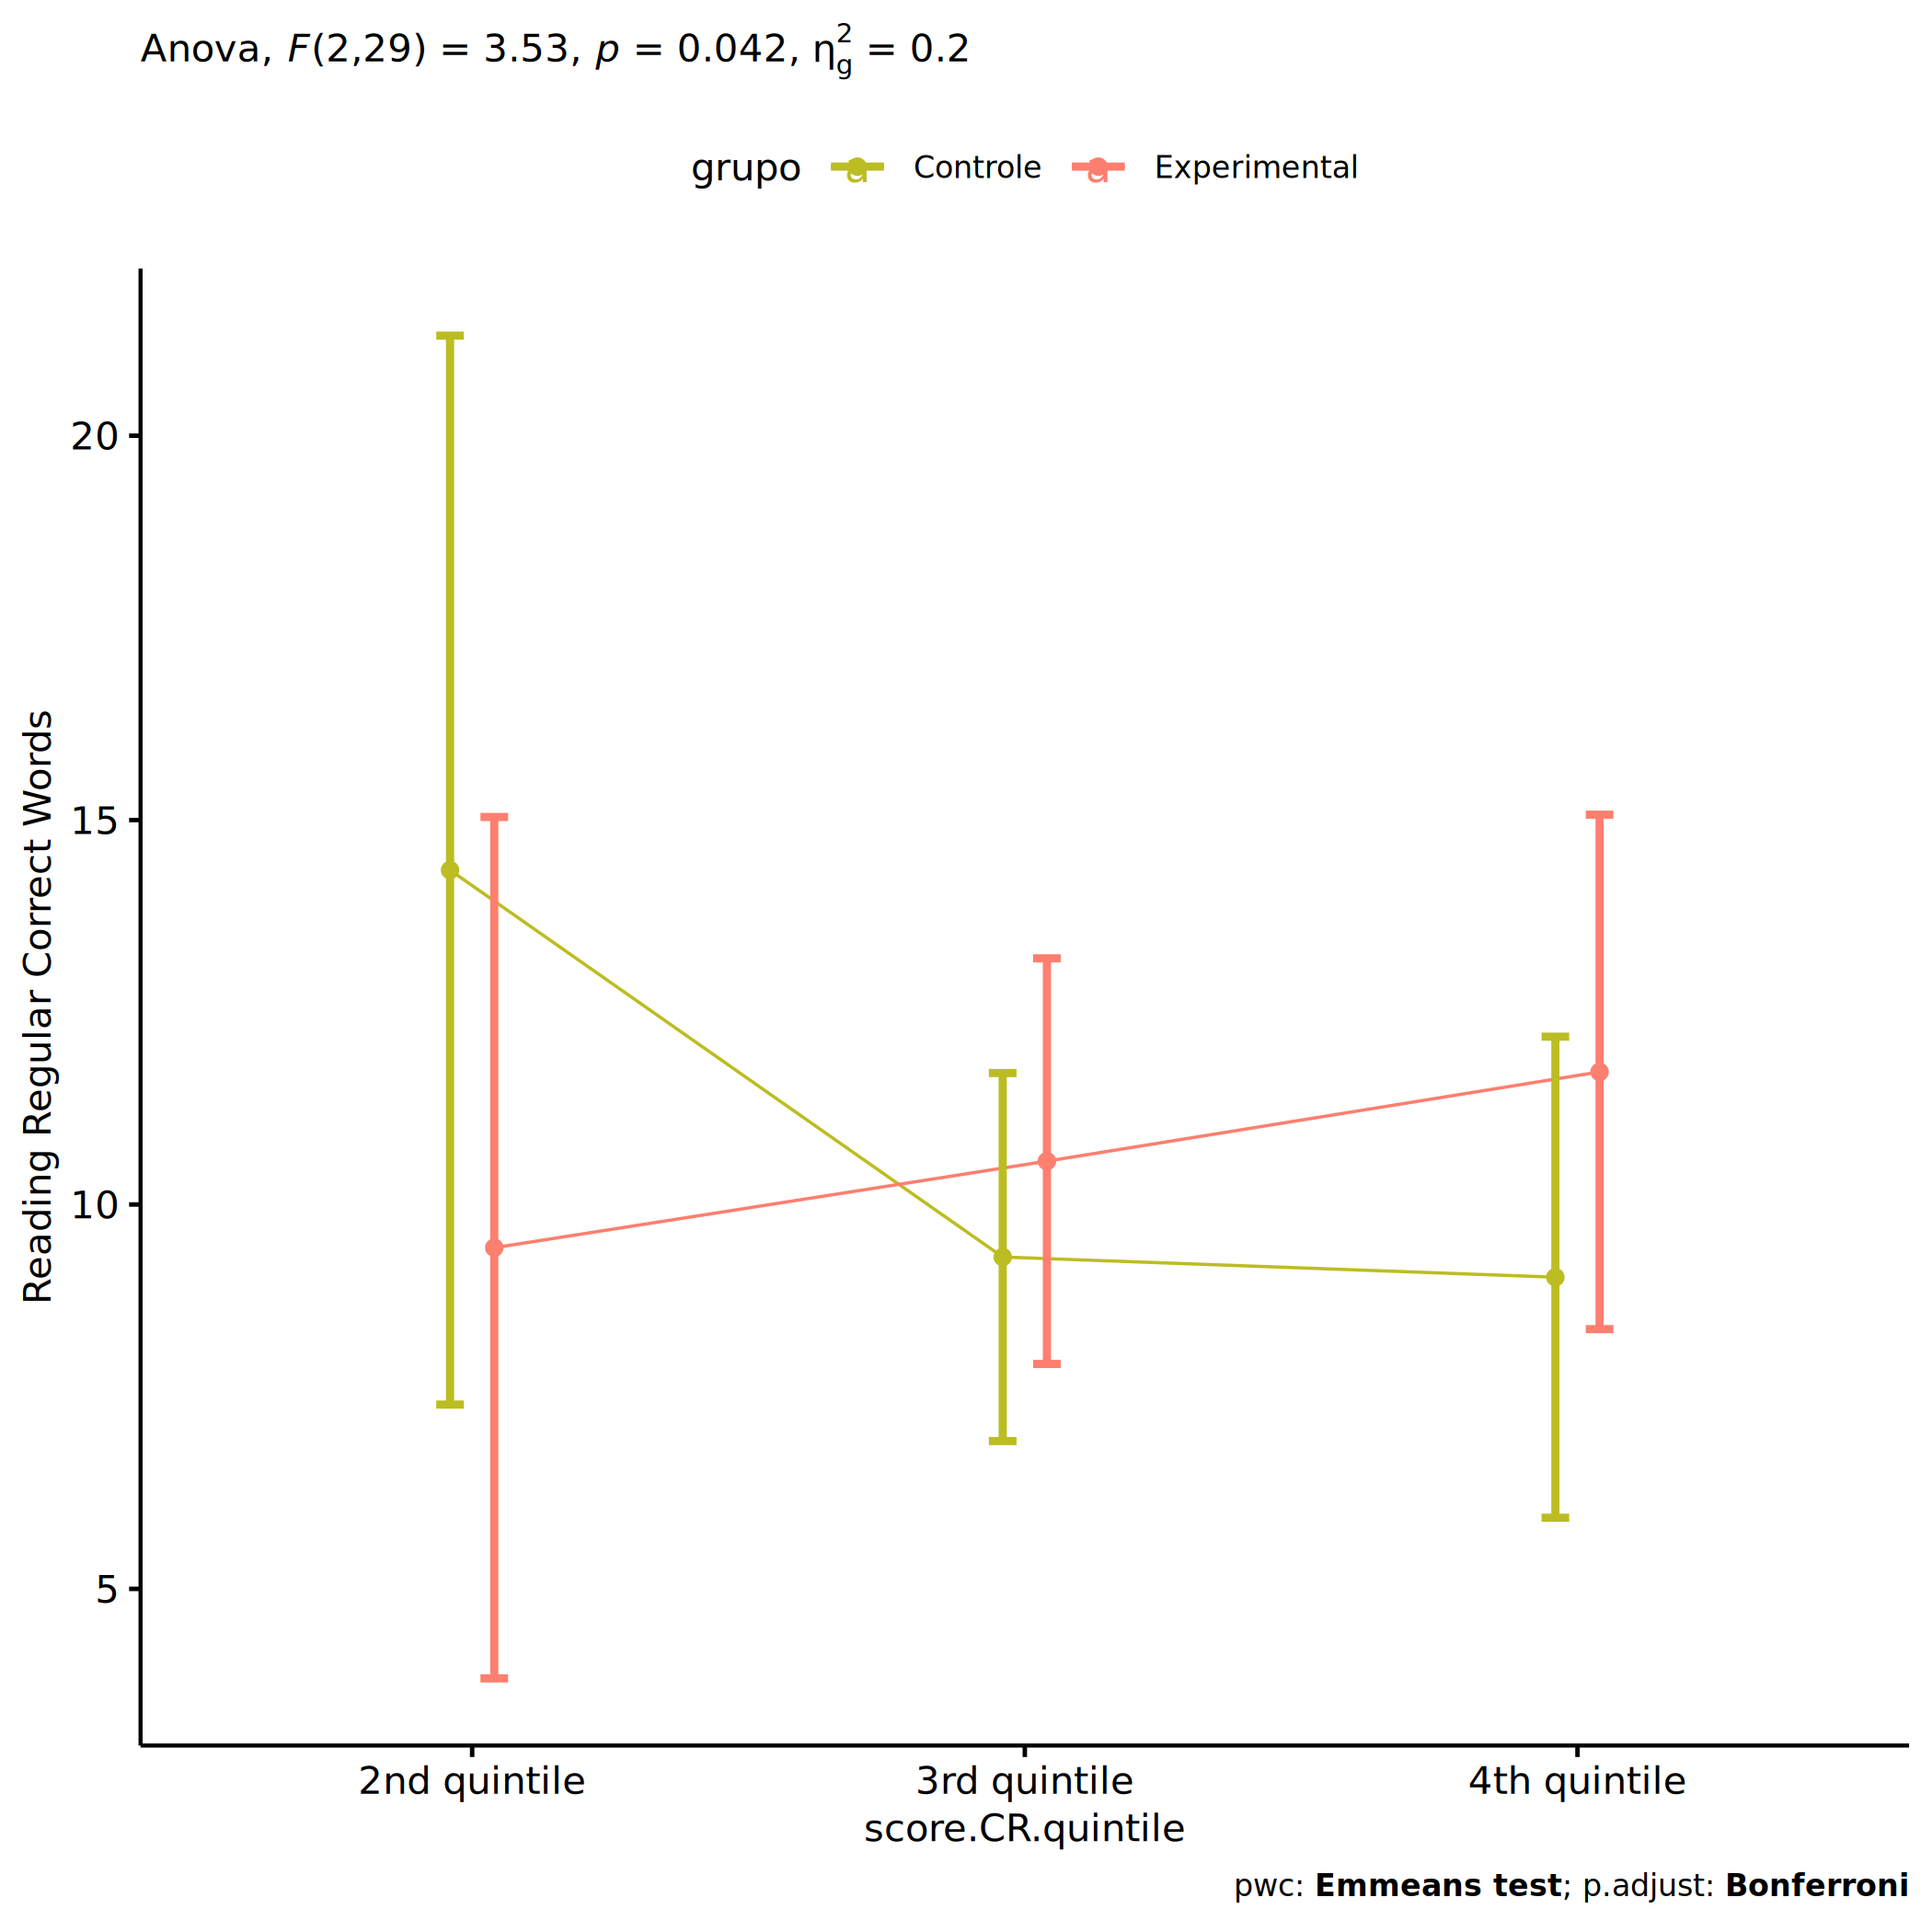 Anova, F(2,29) = 3.53, p = 0.042, η²g = 0.2
grupo Controle Experimental
Reading Regular Correct Words
20
15
10
5
2nd quintile 3rd quintile 4th quintile
score.CR.quintile
pwc: Emmeans test; p.adjust: Bonferroni